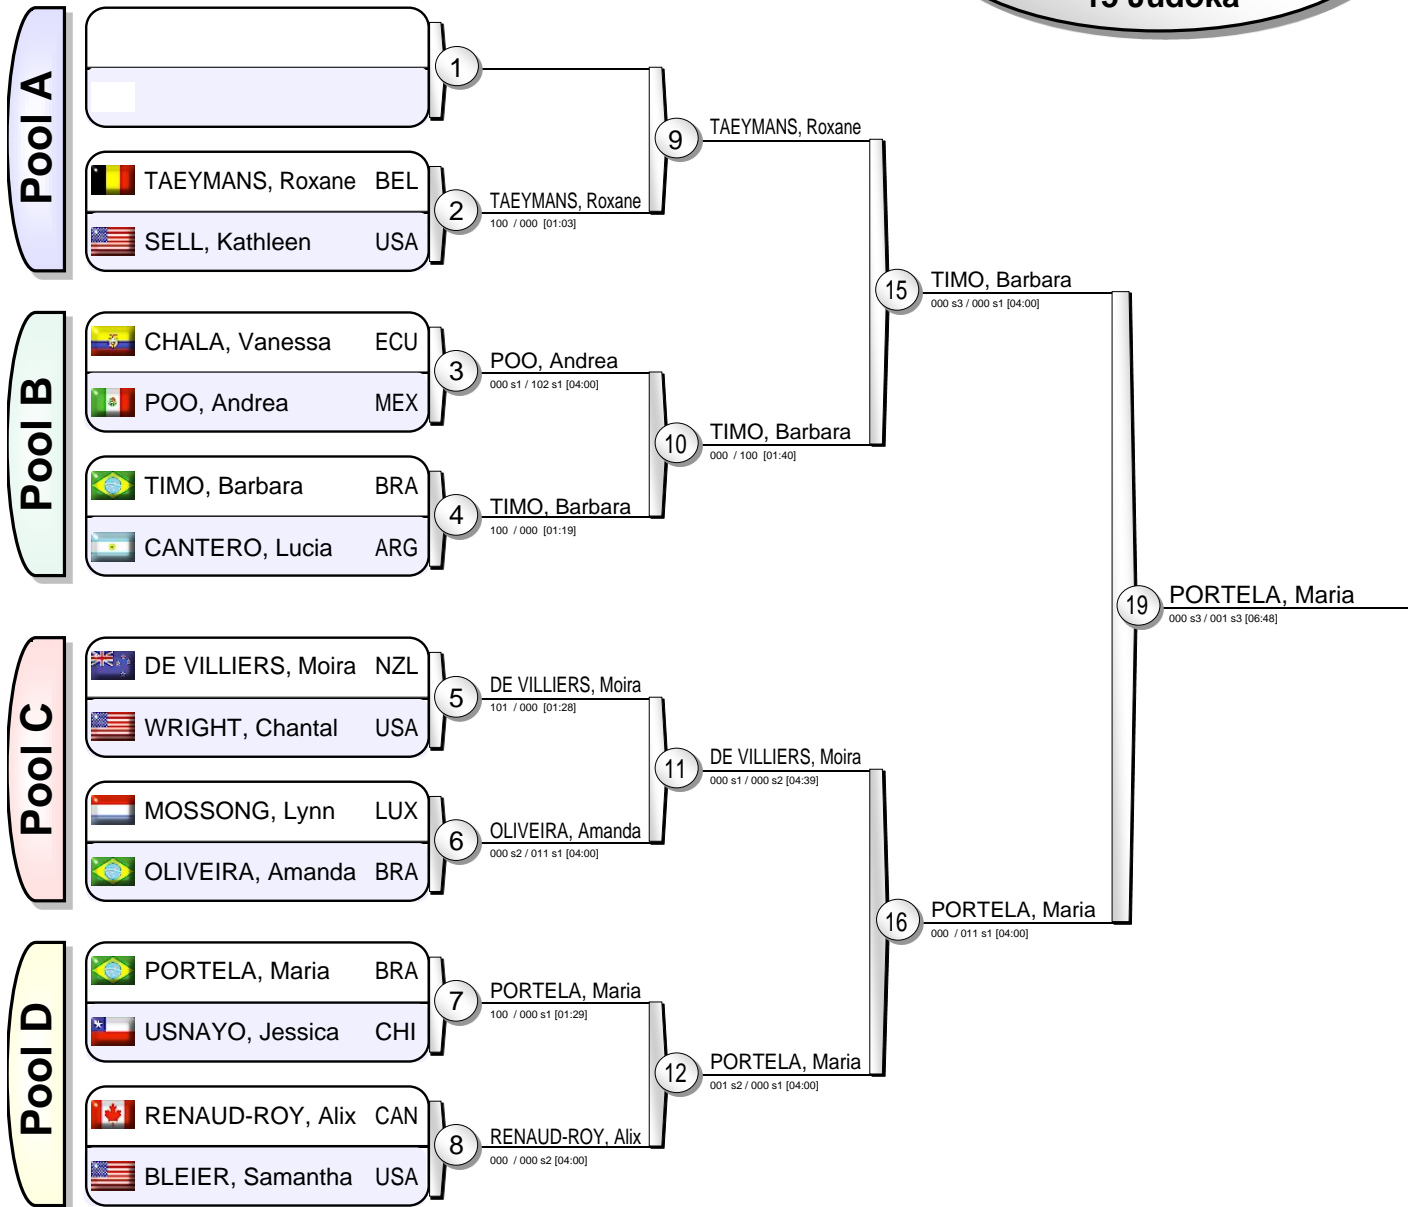 15 Judoka
Pool A
1
TAEYMANS, Roxane BEL
SELL, Kathleen USA
2
TAEYMANS, Roxane
100 / 000 [01:03]
9
TAEYMANS, Roxane
Pool B
CHALA, Vanessa ECU
POO, Andrea MEX
3
POO, Andrea
000 s1 / 102 s1 [04:00]
TIMO, Barbara BRA
CANTERO, Lucia ARG
4
TIMO, Barbara
100 / 000 [01:19]
10
TIMO, Barbara
000 / 100 [01:40]
15
TIMO, Barbara
000 s3 / 000 s1 [04:00]
Pool C
DE VILLIERS, Moira NZL
WRIGHT, Chantal USA
5
DE VILLIERS, Moira
101 / 000 [01:28]
MOSSONG, Lynn LUX
OLIVEIRA, Amanda BRA
6
OLIVEIRA, Amanda
000 s2 / 011 s1 [04:00]
11
DE VILLIERS, Moira
000 s1 / 000 s2 [04:39]
Pool D
PORTELA, Maria BRA
USNAYO, Jessica CHI
7
PORTELA, Maria
100 / 000 s1 [01:29]
RENAUD-ROY, Alix CAN
BLEIER, Samantha USA
8
RENAUD-ROY, Alix
000 / 000 s2 [04:00]
12
PORTELA, Maria
001 s2 / 000 s1 [04:00]
16
PORTELA, Maria
000 / 011 s1 [04:00]
19
PORTELA, Maria
000 s3 / 001 s3 [06:48]